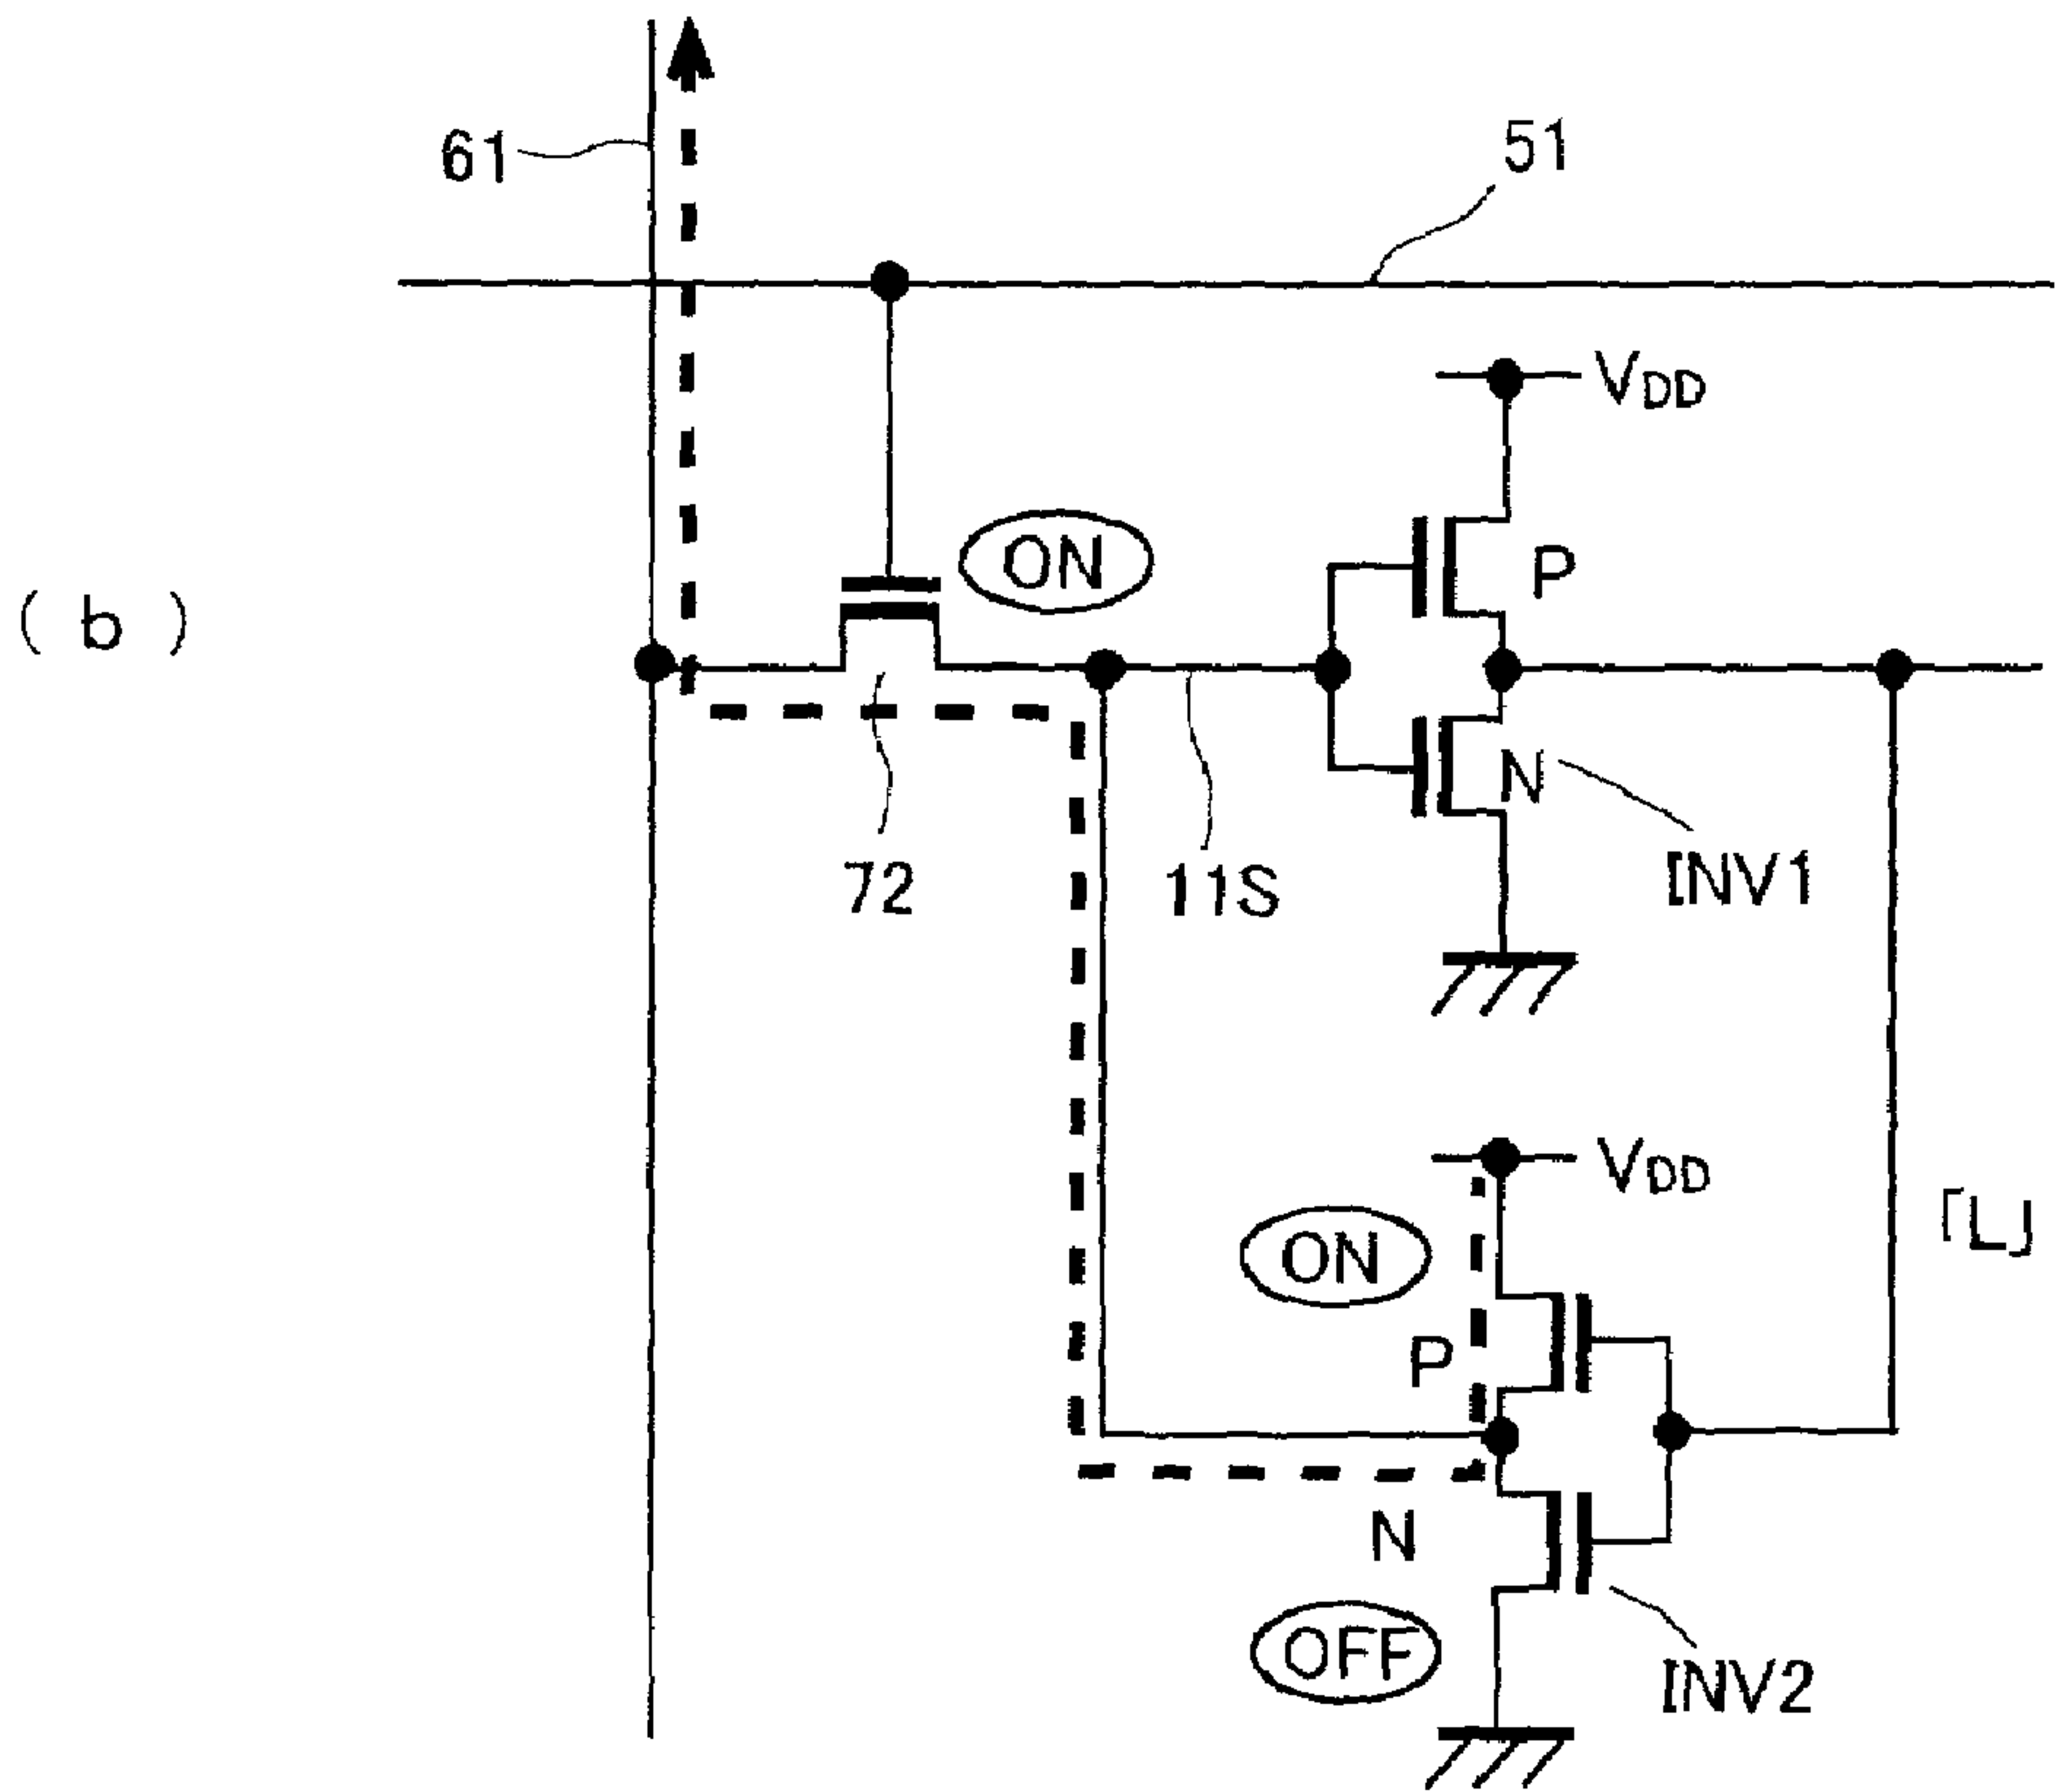 61
51
VDD
ON
P
( b )
N
72
11S
INV1
VDD
「L」
ON
P
N
OFF
INV2